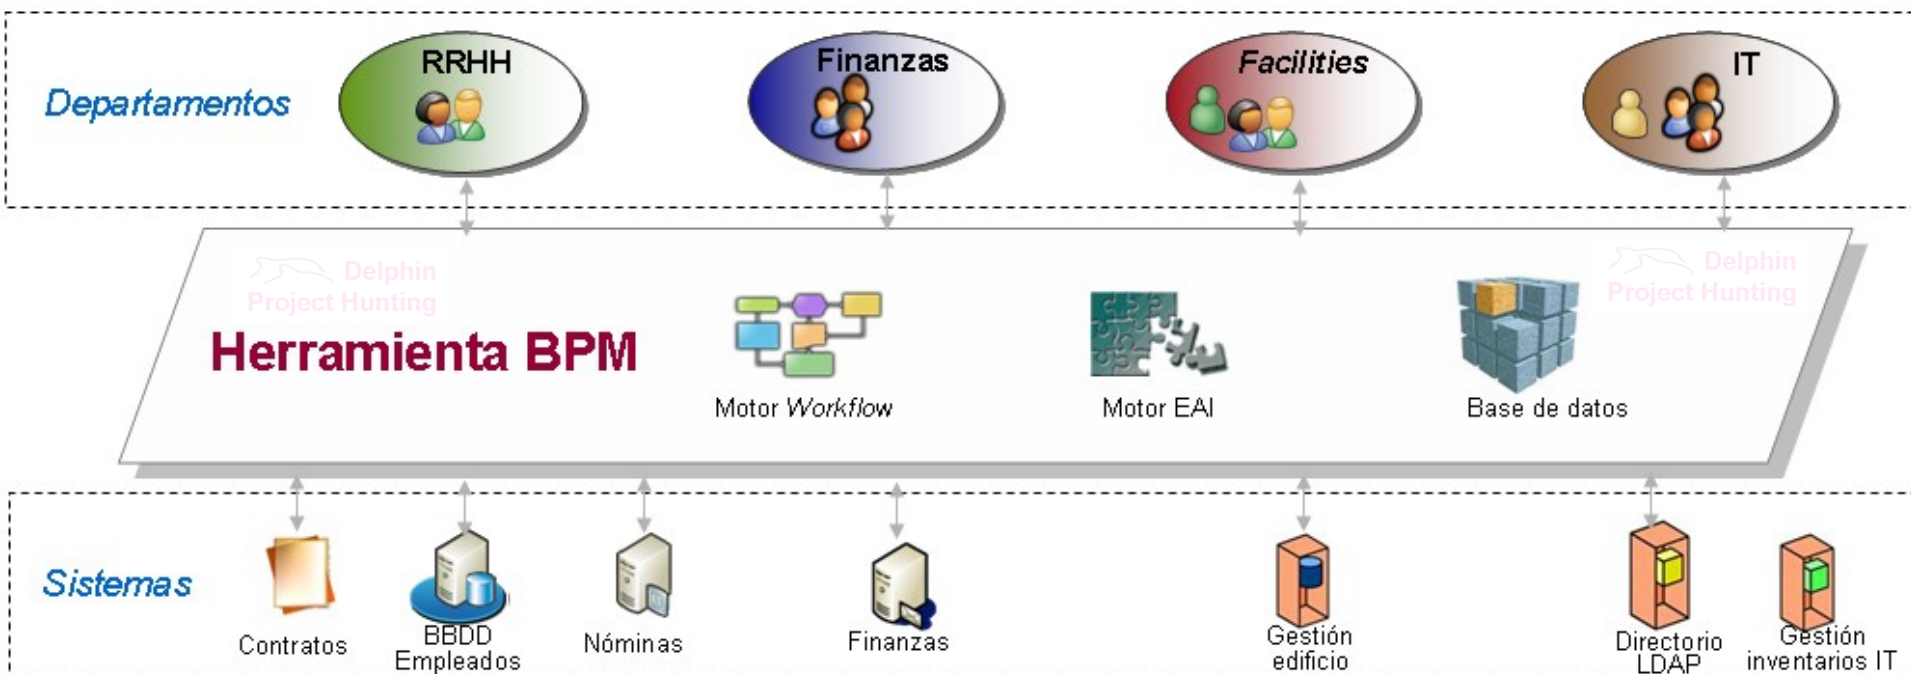 RRHH
Finanzas
Facilities
IT
Departamentos
Delphin
Project Hunting
Delphin
Project Hunting
Herramienta BPM
Motor Workflow
Motor EAI
Base de datos
Sistemas
Contratos
BBDD
Empleados
Nóminas
Finanzas
Gestión
edificio
Directorio
LDAP
Gestión
inventarios IT